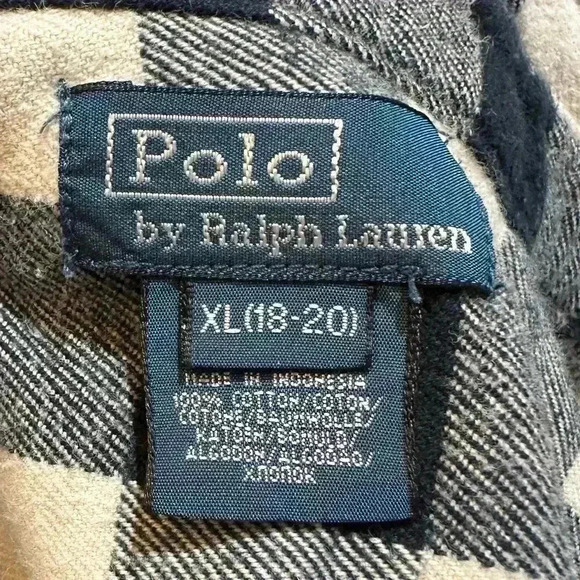 Polo
by Ralph Lauren
XL(18-20)
MADE IN INDONESIA
100% COTTON/COTON/
COTONE/BAUMWOLLE/
KATOEN/BOMULD/
ALGODON/ALGODAO/
ХЛОПОК